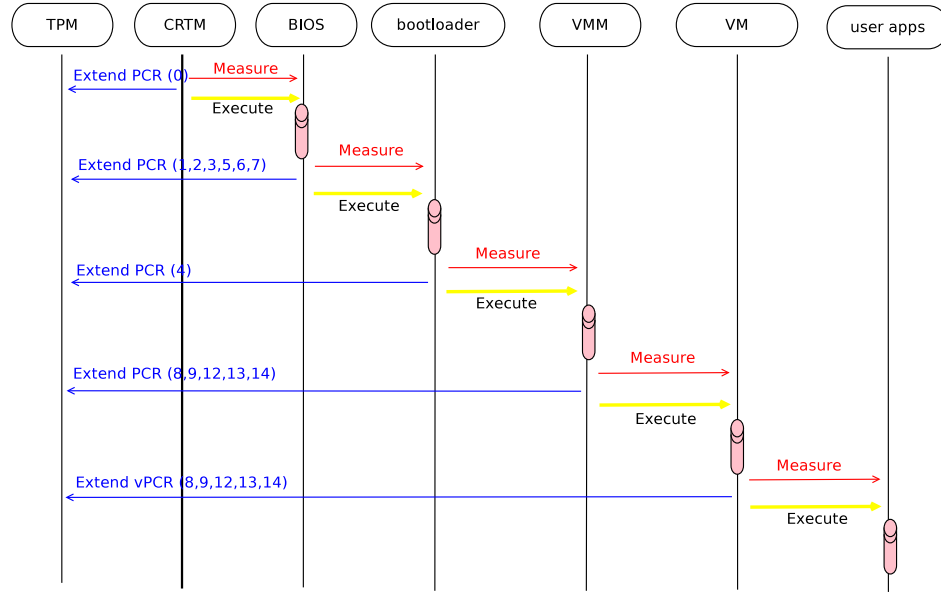 TPM
CRTM
BIOS
bootloader
VMM
VM
user apps
Extend PCR (0)
Measure
Execute
Extend PCR (1,2,3,5,6,7)
Measure
Execute
Extend PCR (4)
Measure
Execute
Extend PCR (8,9,12,13,14)
Measure
Execute
Extend vPCR (8,9,12,13,14)
Measure
Execute